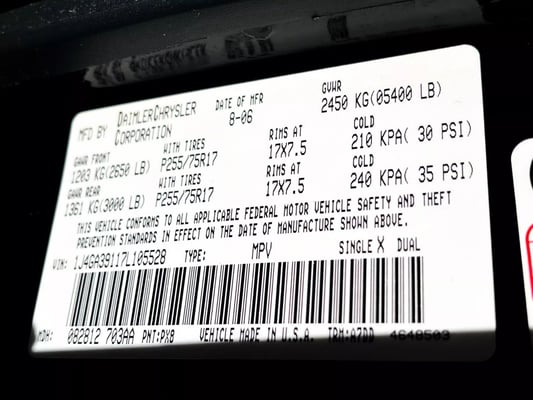 MFD BY DAIMLERCHRYSLER CORPORATION DATE OF MFR 8-06 GVWR 2450 KG(05400 LB)
GAWR FRONT WITH TIRES RIMS AT COLD
1203 KG(2650 LB) P255/75R17 17X7.5 210 KPA( 30 PSI)
GAWR REAR WITH TIRES RIMS AT COLD
1361 KG(3000 LB) P255/75R17 17X7.5 240 KPA( 35 PSI)
THIS VEHICLE CONFORMS TO ALL APPLICABLE FEDERAL MOTOR VEHICLE SAFETY AND THEFT
PREVENTION STANDARDS IN EFFECT ON THE DATE OF MANUFACTURE SHOWN ABOVE.
VIN: 1J4GA39117L105528 TYPE: MPV SINGLE X DUAL
MDH: 082812 703AA PNT:PX8 VEHICLE MADE IN U.S.A. TRM:A7DD 4648503